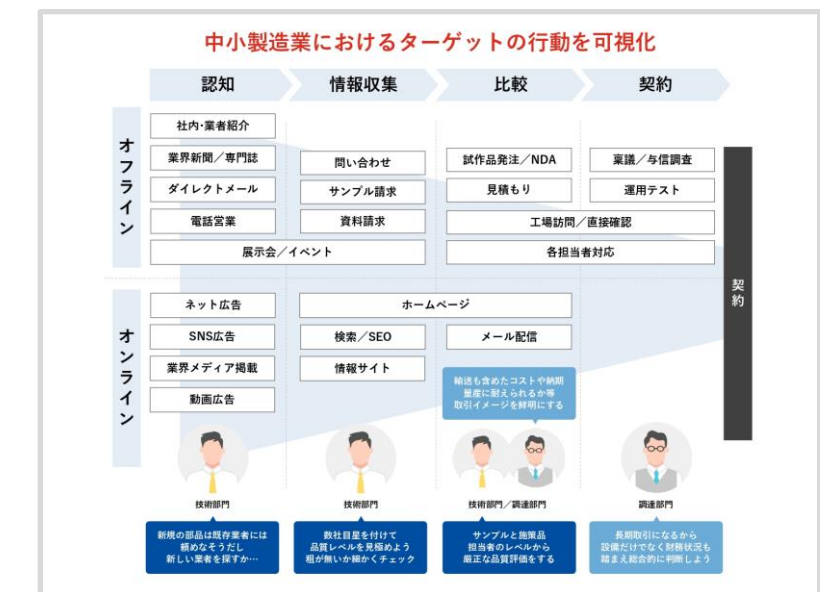 中小製造業におけるターゲットの行動を可視化
認知
情報収集
比較
契約
オフライン
社内・業者紹介
業界新聞／専門誌
ダイレクトメール
電話営業
問い合わせ
サンプル請求
資料請求
展示会／イベント
試作品発注／NDA
見積もり
稟議／与信調査
運用テスト
工場訪問／直接確認
各担当者対応
契約
オンライン
ネット広告
SNS広告
業界メディア掲載
動画広告
ホームページ
検索／SEO
情報サイト
メール配信
輸送も含めたコストや納期
量産に耐えられるか等
取引イメージを鮮明にする
技術部門
技術部門
技術部門／調達部門
調達部門
新規の部品は既存業者には
頼めなそうだし
新しい業者を探すか…
数社目星を付けて
品質レベルを見極めよう
粗が無いか細かくチェック
サンプルと施策品
担当者のレベルから
厳正な品質評価をする
長期取引になるから
設備だけでなく財務状況も
踏まえ総合的に判断しよう